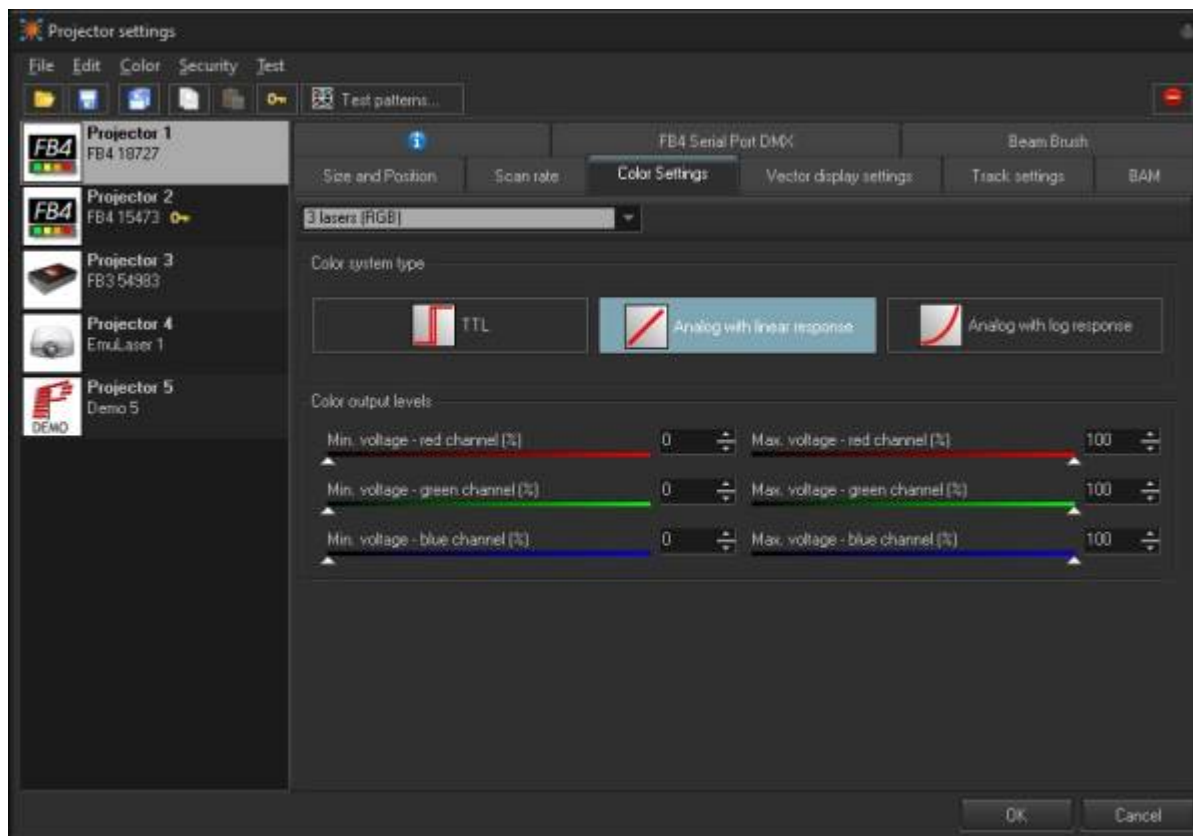 Projector settings
File Edit Color Security Test
Test patterns...
FB4 Projector 1
FB4 18727
FB4 Projector 2
FB4 15473
Projector 3
FB3 54983
Projector 4
EmuLaser 1
Projector 5
Demo 5
DEMO
FB4 Serial Port DMX Beam Brush
Size and Position Scan rate Color Settings Vector display settings Track settings BAM
3 lasers (RGB)
Color system type
TTL Analog with linear response Analog with log response
Color output levels
Min. voltage - red channel (%) 0 Max. voltage - red channel (%) 100
Min. voltage - green channel (%) 0 Max. voltage - green channel (%) 100
Min. voltage - blue channel (%) 0 Max. voltage - blue channel (%) 100
OK Cancel